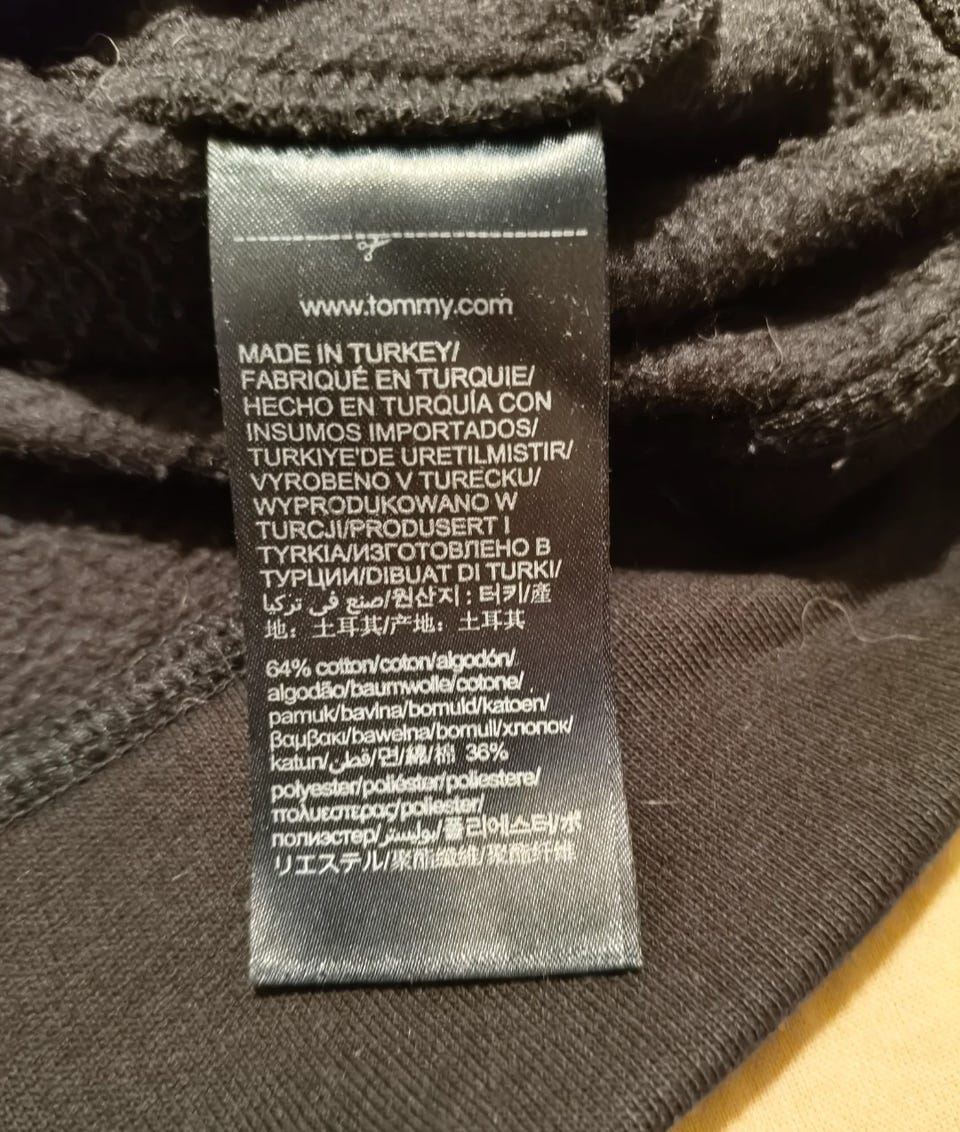 www.tommy.com
MADE IN TURKEY/
FABRIQUÉ EN TURQUIE/
HECHO EN TURQUÍA CON
INSUMOS IMPORTADOS/
TURKIYE'DE URETILMISTIR/
VYROBENO V TURECKU/
WYPRODUKOWANO W
TURCJI/PRODUSERT I
TYRKIA/ИЗГОТОВЛЕНО В
ТУРЦИИ/DIBUAT DI TURKI/
صنع في تركيا/원산지 : 터키/産
地：土耳其/产地：土耳其
64% cotton/coton/algodón/
algodão/baumwolle/cotone/
pamuk/bavlna/bomuld/katoen/
βαμβακι/bawełna/bomull/хлопок/
katun/قطن/면/綿/棉 36%
polyester/poliéster/poliestere/
πολυεστερας/poliester/
полиэстер/بوليستر/폴리에스터/ポ
リエステル/聚酯纖維/聚酯纤维